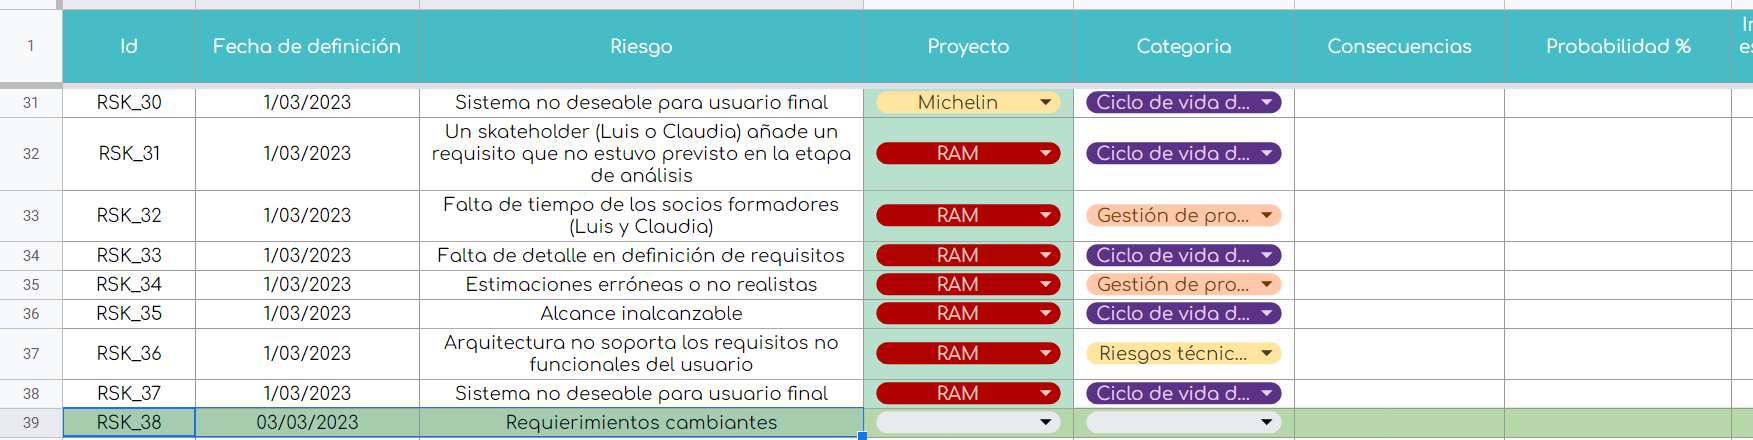 1 Id Fecha de definición Riesgo Proyecto Categoria Consecuencias Probabilidad %
31 RSK_30 1/03/2023 Sistema no deseable para usuario final Michelin Ciclo de vida d...
Un skateholder (Luis o Claudia) añade un
32 RSK_31 1/03/2023 requisito que no estuvo previsto en la etapa RAM Ciclo de vida d...
de análisis
Falta de tiempo de los socios formadores
33 RSK_32 1/03/2023 (Luis y Claudia) RAM Gestión de pro...
34 RSK_33 1/03/2023 Falta de detalle en definición de requisitos RAM Ciclo de vida d...
35 RSK_34 1/03/2023 Estimaciones erróneas o no realistas RAM Gestión de pro...
36 RSK_35 1/03/2023 Alcance inalcanzable RAM Ciclo de vida d...
Arquitectura no soporta los requisitos no
37 RSK_36 1/03/2023 funcionales del usuario RAM Riesgos técnic...
38 RSK_37 1/03/2023 Sistema no deseable para usuario final RAM Ciclo de vida d...
39 RSK_38 03/03/2023 Requierimientos cambiantes